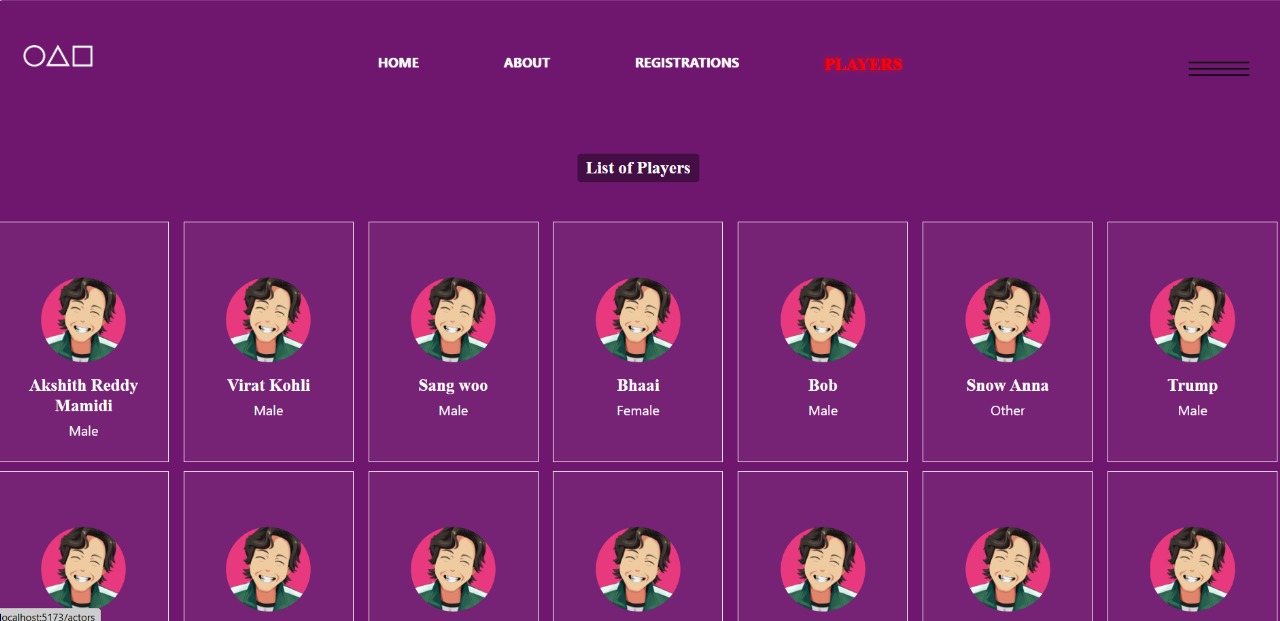 HOME ABOUT REGISTRATIONS PLAYERS
List of Players
Akshith Reddy
Mamidi
Male
Virat Kohli
Male
Sang woo
Male
Bhaai
Female
Bob
Male
Snow Anna
Other
Trump
Male
localhost:5173/actors